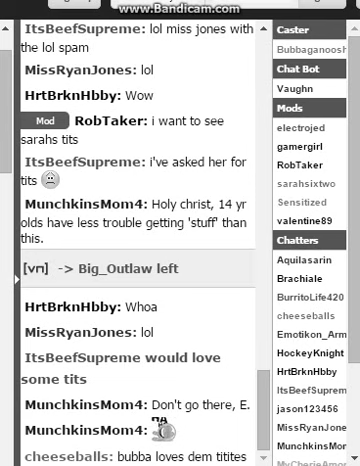 www.Bandicam.com
ItsBeefSupreme: lol miss jones with
the lol spam
MissRyanJones: lol
HrtBrknHbby: Wow
Mod RobTaker: i want to see
sarahs tits
ItsBeefSupreme: i've asked her for
tits
MunchkinsMom4: Holy christ, 14 yr
olds have less trouble getting 'stuff' than
this.
[vn] -> Big_Outlaw left
HrtBrknHbby: Whoa
MissRyanJones: lol
ItsBeefSupreme would love
some tits
MunchkinsMom4: Don't go there, E.
MunchkinsMom4:
cheeseballs: bubba loves dem titites
Caster
Bubbaganoosh
Chat Bot
Vaughn
Mods
electrojed
gamergirl
RobTaker
sarahsixtwo
Sensitized
valentine89
Chatters
Aquilasarin
Brachiale
BurritoLife420
cheeseballs
Emotikon_Arm
HockeyKnight
HrtBrknHbby
ItsBeefSuprem
jason123456
MissRyanJone
MunchkinsMom
MyCherieAmo